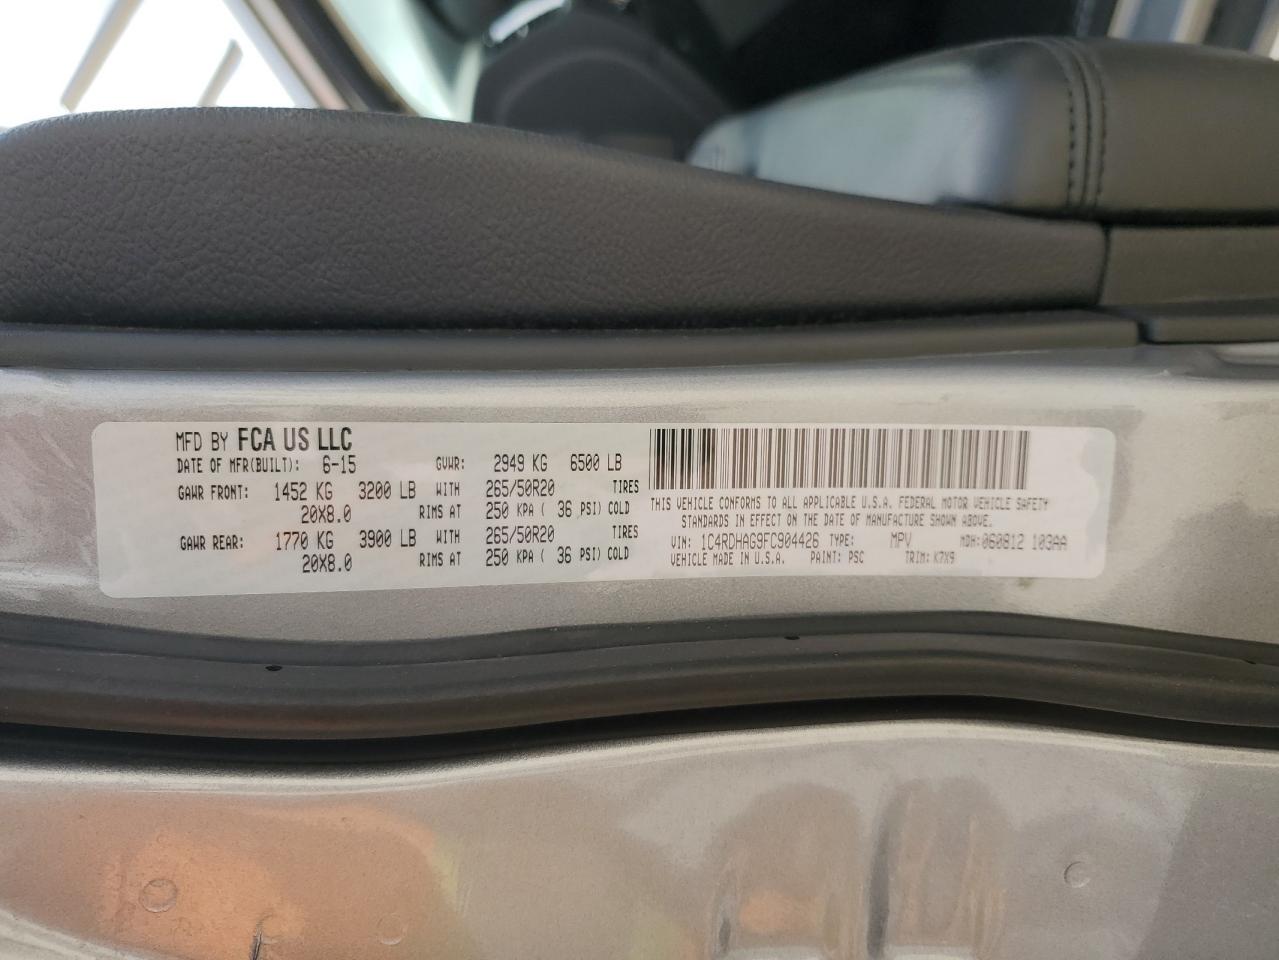 MFD BY FCA US LLC
DATE OF MFR(BUILT): 6-15 GVWR: 2949 KG 6500 LB
GAWR FRONT: 1452 KG 3200 LB WITH 265/50R20 TIRES
20X8.0 RIMS AT 250 KPA ( 36 PSI) COLD
GAWR REAR: 1770 KG 3900 LB WITH 265/50R20 TIRES
20X8.0 RIMS AT 250 KPA ( 36 PSI) COLD
THIS VEHICLE CONFORMS TO ALL APPLICABLE U.S.A. FEDERAL MOTOR VEHICLE SAFETY
STANDARDS IN EFFECT ON THE DATE OF MANUFACTURE SHOWN ABOVE.
VIN: 1C4RDHAG9FC904426 TYPE: MPV MDH:060812 103AA
VEHICLE MADE IN U.S.A. PAINT: PSC TRIM: K7X9